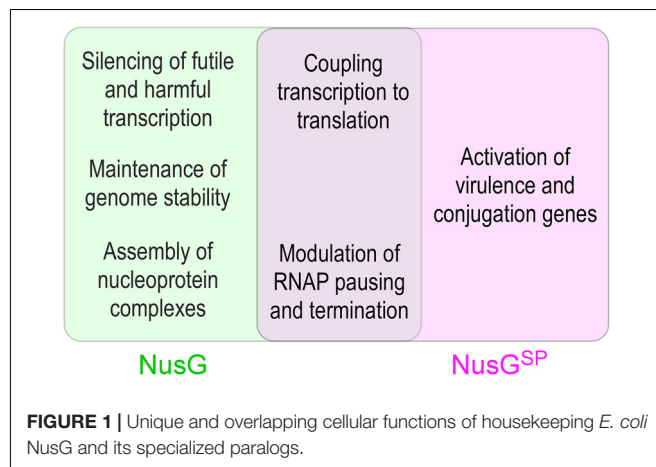 Silencing of futile
and harmful
transcription
Maintenance of
genome stability
Assembly of
nucleoprotein
complexes
Coupling
transcription to
translation
Modulation of
RNAP pausing
and termination
Activation of
virulence and
conjugation genes
NusG
NusGSP
FIGURE 1 | Unique and overlapping cellular functions of housekeeping E. coli
NusG and its specialized paralogs.